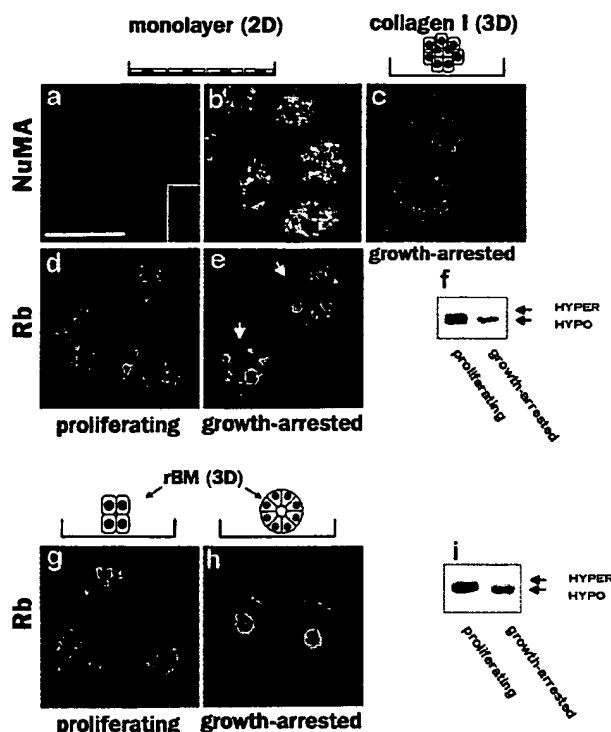 monolayer (2D) collagen I (3D)
a b c
NuMA
growth-arrested
d e f
Rb
HYPER
HYPO
proliferating growth-arrested
proliferating
growth-arrested
rBM (3D)
g h i
Rb
HYPER
HYPO
proliferating growth-arrested
proliferating
growth-arrested